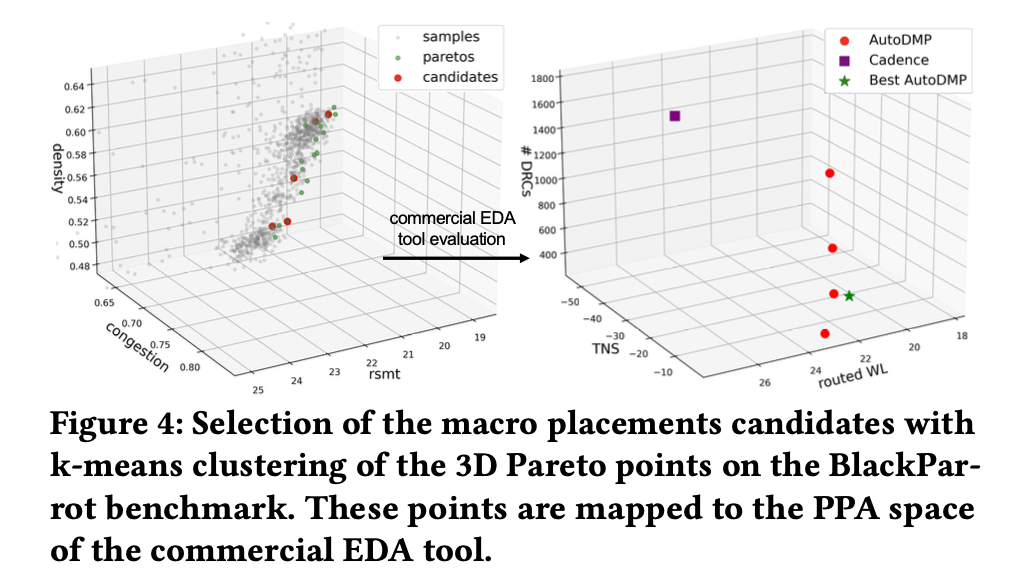 samples
paretos
candidates
0.64
0.62
0.60
0.58
0.56
0.54
0.52
0.50
0.48
density
0.65
0.70
0.75
0.80
congestion
25
24
23
22
21
20
19
rsmt
commercial EDA
tool evaluation
AutoDMP
Cadence
Best AutoDMP
1800
1600
1400
1200
1000
800
600
400
# DRCs
−50
−40
−30
−20
−10
TNS
26
24
22
20
18
routed WL
Figure 4: Selection of the macro placements candidates with
k-means clustering of the 3D Pareto points on the BlackPar-
rot benchmark. These points are mapped to the PPA space
of the commercial EDA tool.